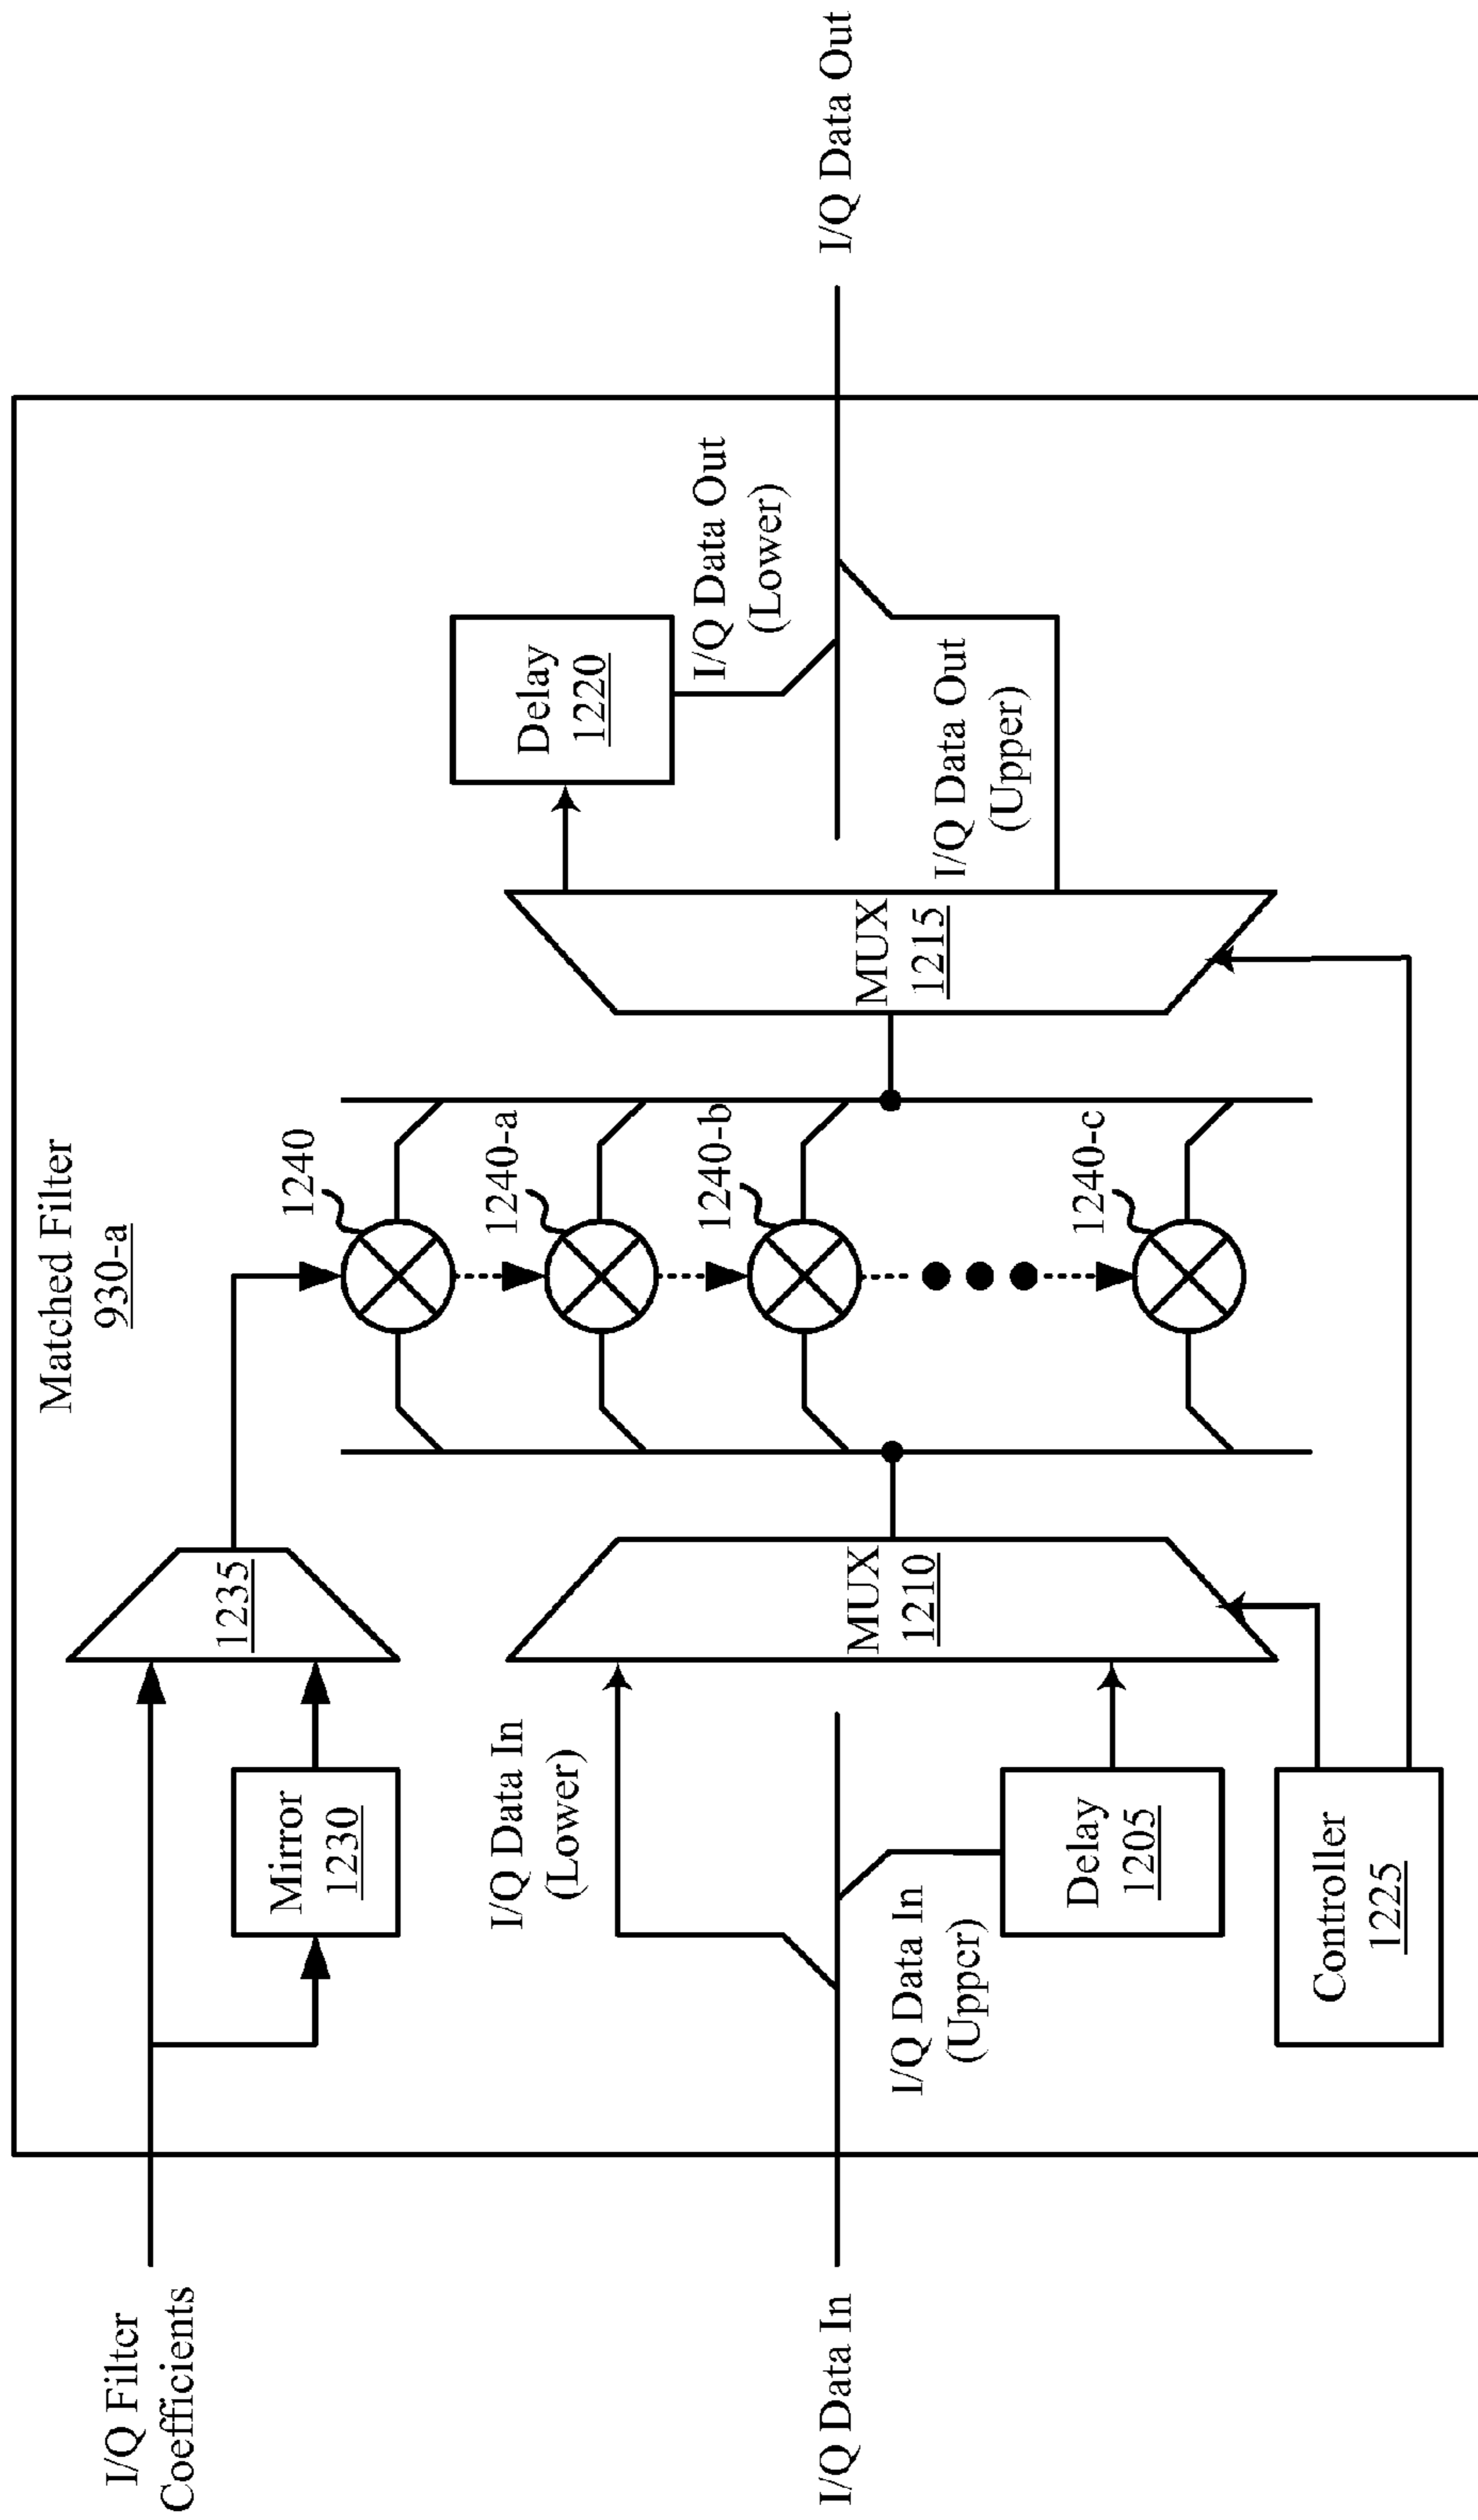 Matched Filter
930-a
I/Q Filter
Coefficients
Mirror
1230
1235
1240
1240-a
1240-b
1240-c
I/Q Data In
I/Q Data In
(Lower)
I/Q Data In
(Upper)
Delay
1205
MUX
1210
Controller
1225
MUX
1215
Delay
1220
I/Q Data Out
(Lower)
I/Q Data Out
(Upper)
I/Q Data Out